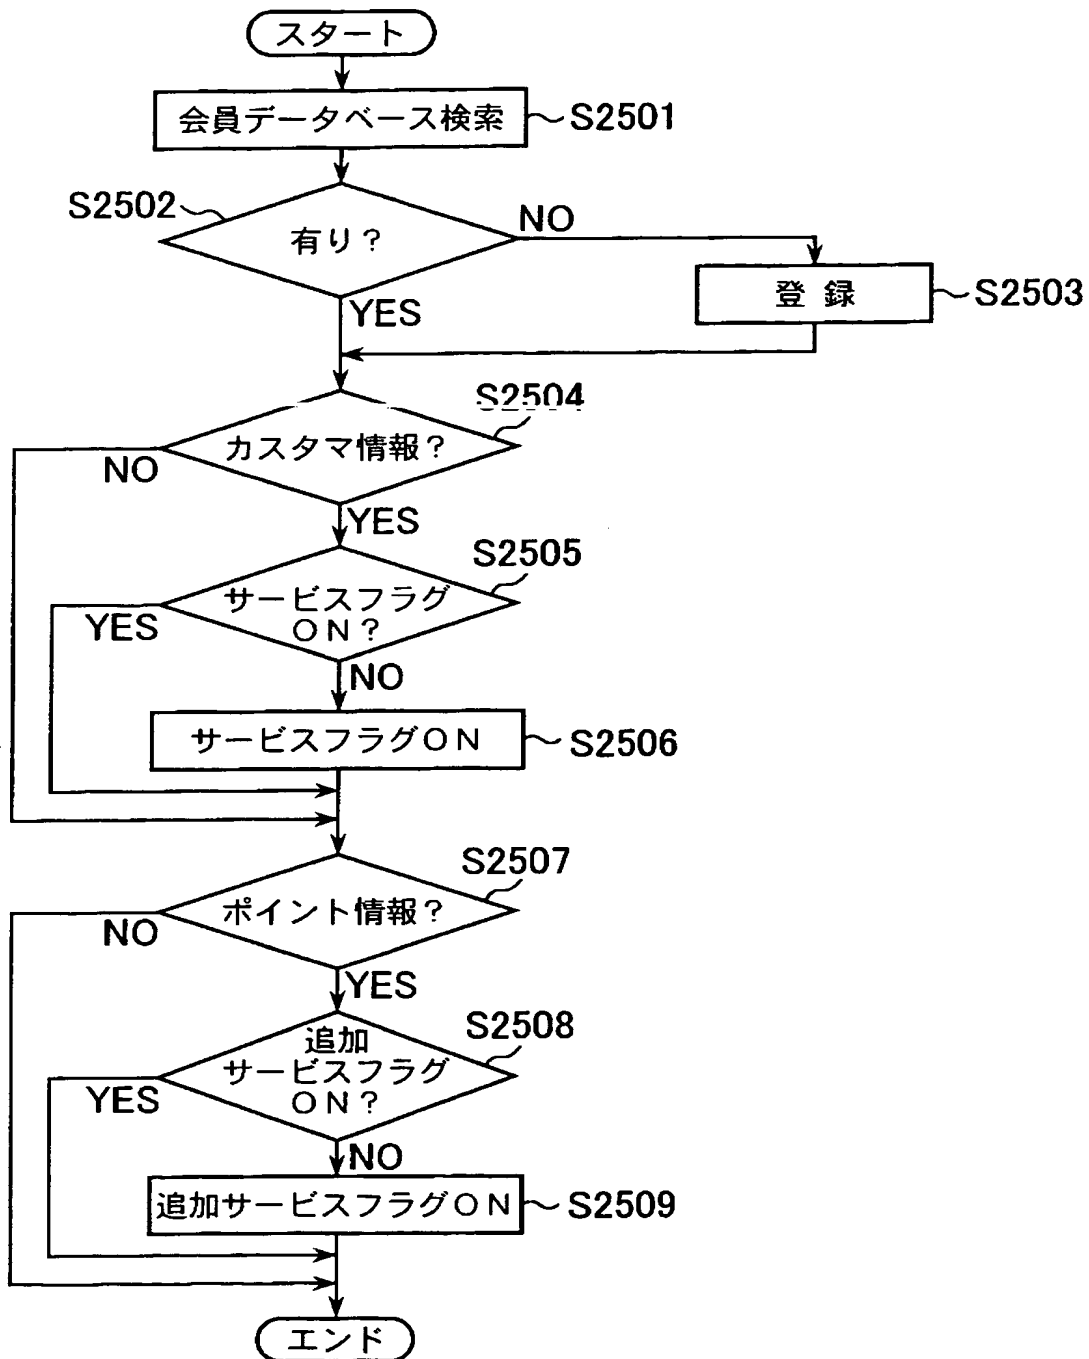 スタート
会員データベース検索
S2501
S2502
有り?
NO
YES
登録
S2503
S2504
カスタマ情報?
NO
YES
S2505
サービスフラグ
ON?
YES
NO
サービスフラグON
S2506
S2507
ポイント情報?
NO
YES
S2508
追加
サービスフラグ
ON?
YES
NO
追加サービスフラグON
S2509
エンド